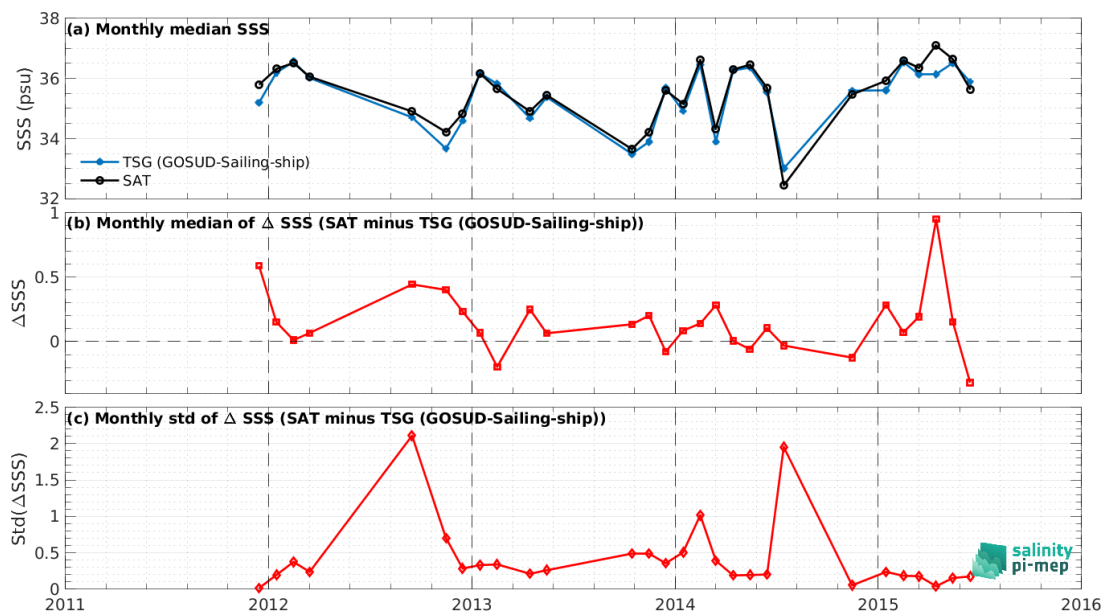 (a) Monthly median SSS
38
36
34
32
SSS (psu)
TSG (GOSUD-Sailing-ship)
SAT
(b) Monthly median of Δ SSS (SAT minus TSG (GOSUD-Sailing-ship))
1
0.5
0
ΔSSS
(c) Monthly std of Δ SSS (SAT minus TSG (GOSUD-Sailing-ship))
2.5
2
1.5
1
0.5
0
Std(ΔSSS)
salinity
pi-mep
2011 2012 2013 2014 2015 2016